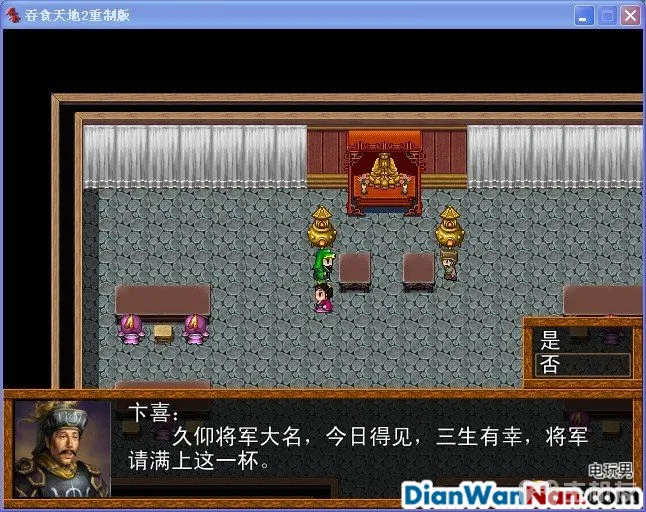 吞食天地2重制版
是
否
卞喜：
久仰将军大名，今日得见，三生有幸，将军
请满上这一杯。
电玩男
DianWanNan.com